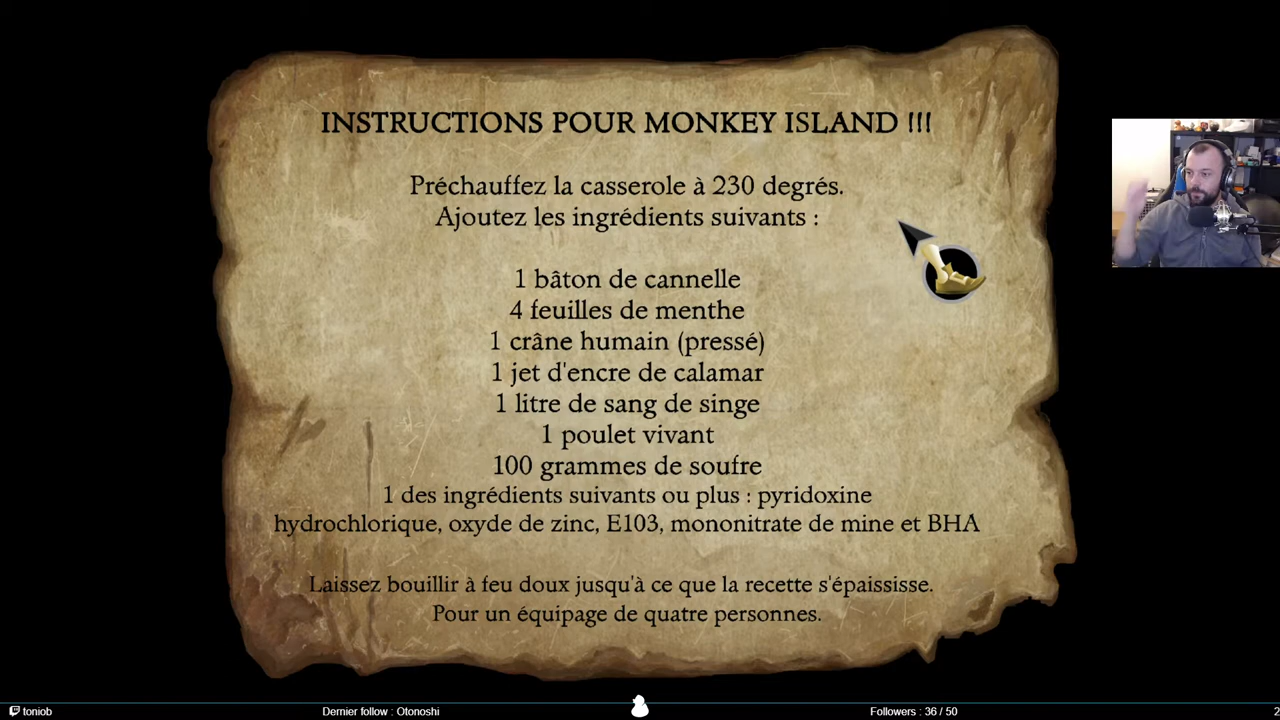 INSTRUCTIONS POUR MONKEY ISLAND !!!
Préchauffez la casserole à 230 degrés.
Ajoutez les ingrédients suivants :
1 bâton de cannelle
4 feuilles de menthe
1 crâne humain (pressé)
1 jet d'encre de calamar
1 litre de sang de singe
1 poulet vivant
100 grammes de soufre
1 des ingrédients suivants ou plus : pyridoxine
hydrochlorique, oxyde de zinc, E103, mononitrate de mine et BHA
Laissez bouillir à feu doux jusqu'à ce que la recette s'épaississe.
Pour un équipage de quatre personnes.
toniob Dernier follow : Otonoshi Followers : 36 / 50 2